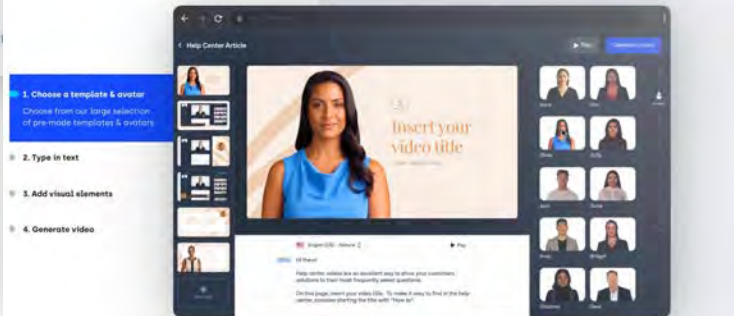 Help Center Article
Play
1. Choose a template & avatar
Choose from our large selection
of pre-made templates & avatars
2. Type in text
3. Add visual elements
4. Generate video
Insert your
video title
English (US) -
Play
Hi there!
Help center videos are an excellent way to show your customers
solutions to their most frequently asked questions.
On this page, insert your video title. To make it easy to find in the help
center, consider starting the title with "How to".